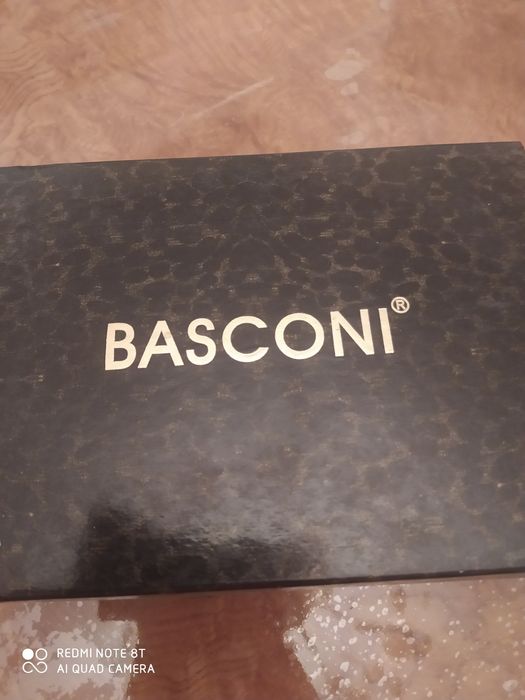 BASCONI®
REDMI NOTE 8T
AI QUAD CAMERA